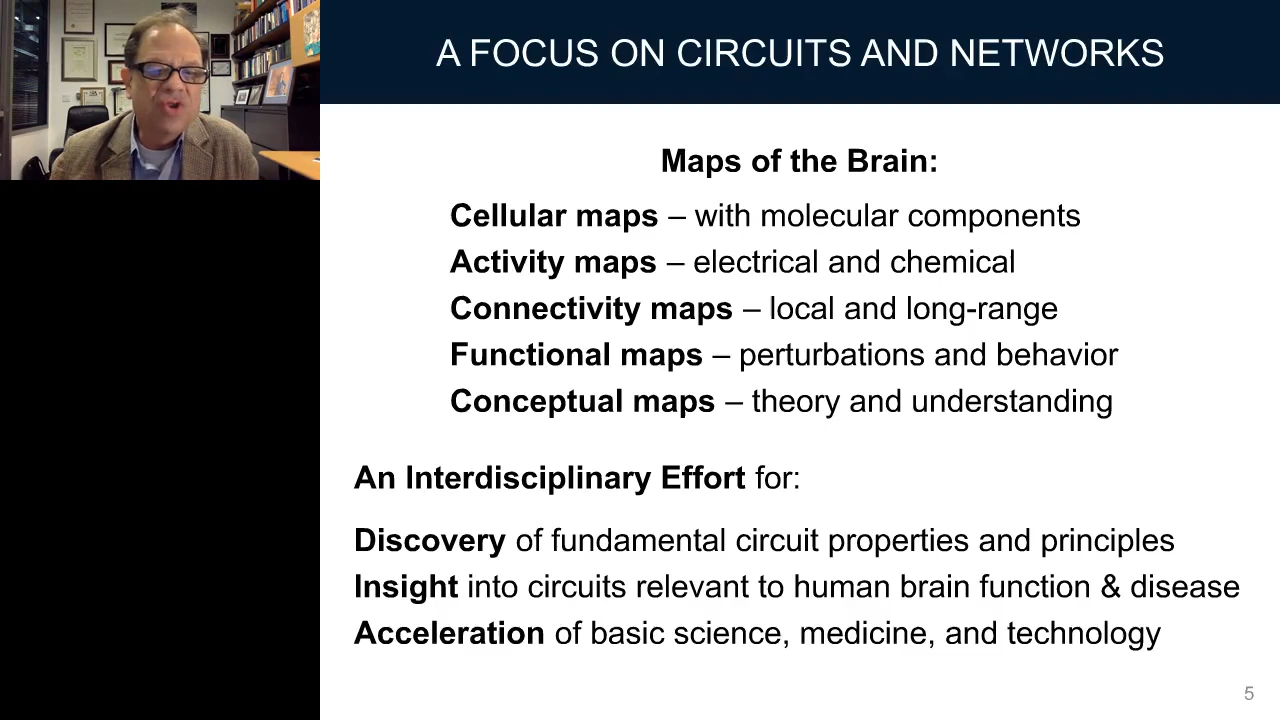 A FOCUS ON CIRCUITS AND NETWORKS
Maps of the Brain:
Cellular maps – with molecular components
Activity maps – electrical and chemical
Connectivity maps – local and long-range
Functional maps – perturbations and behavior
Conceptual maps – theory and understanding
An Interdisciplinary Effort for:
Discovery of fundamental circuit properties and principles
Insight into circuits relevant to human brain function & disease
Acceleration of basic science, medicine, and technology
5